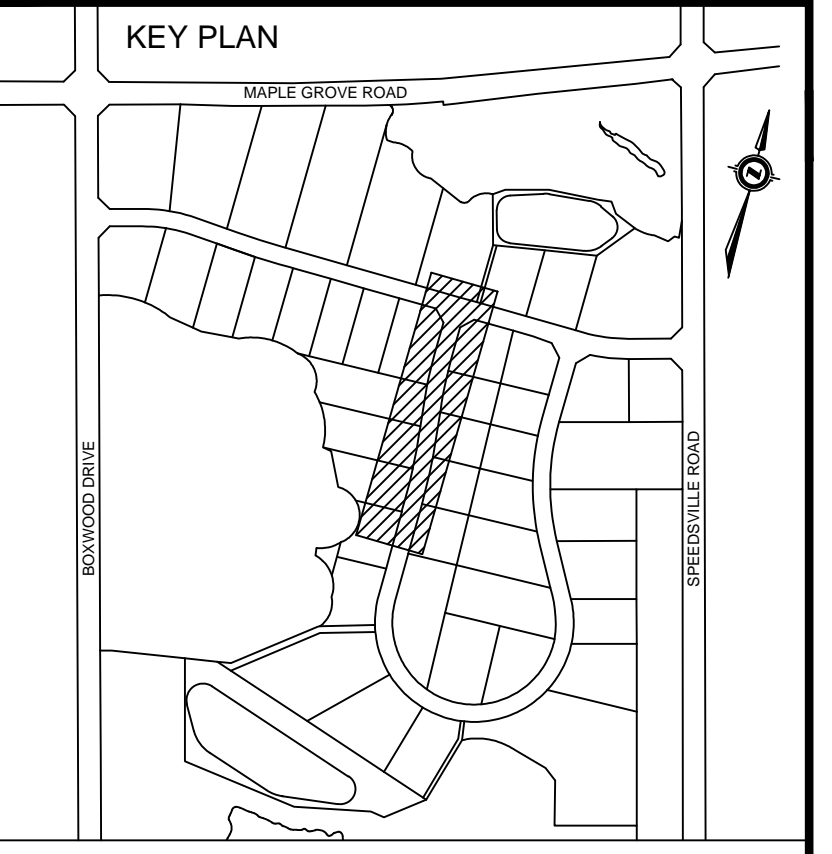 KEY PLAN
MAPLE GROVE ROAD
N
BOXWOOD DRIVE
SPEEDSVILLE ROAD